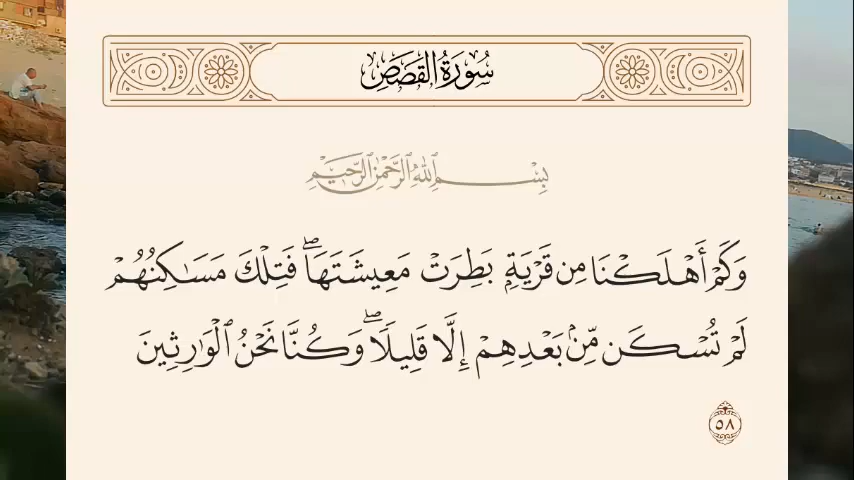 سُورَةُ القَصَصِ
بِسْمِ ٱللَّهِ ٱلرَّحْمَٰنِ ٱلرَّحِيمِ
وَكَمْ أَهْلَكْنَا مِن قَرْيَةٍۭ بَطِرَتْ مَعِيشَتَهَا ۖ فَتِلْكَ مَسَٰكِنُهُمْ
لَمْ تُسْكَن مِّنۢ بَعْدِهِمْ إِلَّا قَلِيلًا ۖ وَكُنَّا نَحْنُ ٱلْوَٰرِثِينَ
٥٨